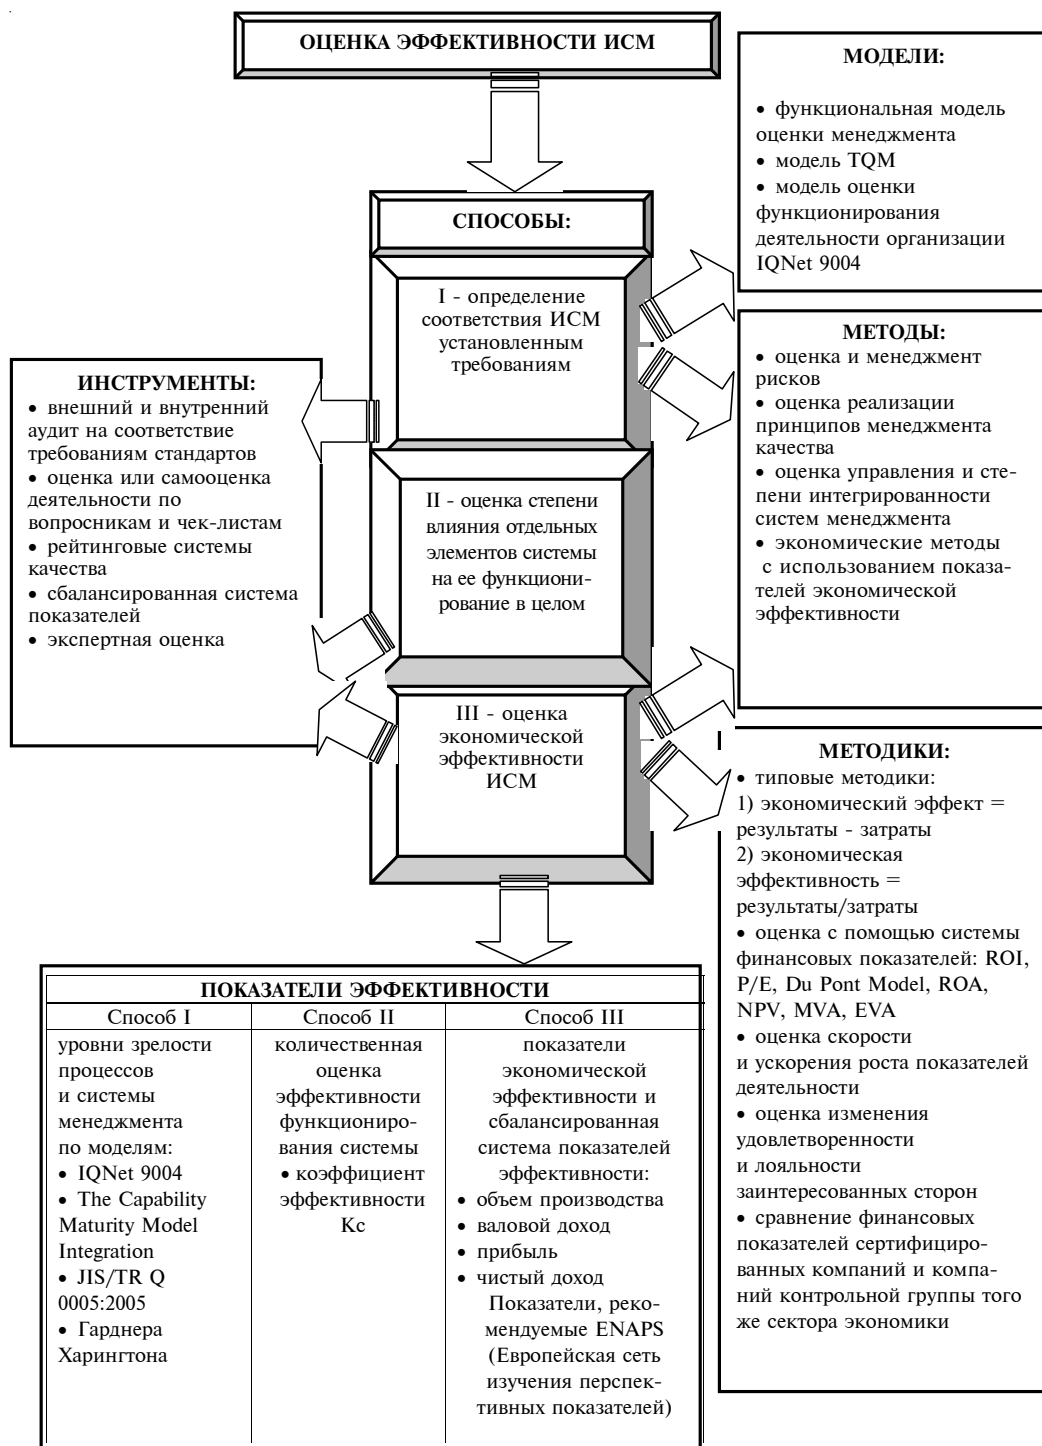 ОЦЕНКА ЭФФЕКТИВНОСТИ ИСМ
МОДЕЛИ:
• функциональная модель
оценки менеджмента
• модель TQM
• модель оценки
функционирования
деятельности организации
IQNet 9004
СПОСОБЫ:
I - определение
соответствия ИСМ
установленным
требованиям
МЕТОДЫ:
• оценка и менеджмент
рисков
• оценка реализации
принципов менеджмента
качества
• оценка управления и сте-
пени интегрированности
систем менеджмента
• экономические методы
с использованием показа-
телей экономической
эффективности
ИНСТРУМЕНТЫ:
• внешний и внутренний
аудит на соответствие
требованиям стандартов
• оценка или самооценка
деятельности по
вопросникам и чек-листам
• рейтинговые системы
качества
• сбалансированная система
показателей
• экспертная оценка
II - оценка степени
влияния отдельных
элементов системы
на ее функциони-
рование в целом
III - оценка
экономической
эффективности
ИСМ
МЕТОДИКИ:
• типовые методики:
1) экономический эффект =
результаты - затраты
2) экономическая
эффективность =
результаты/затраты
• оценка с помощью системы
финансовых показателей: ROI,
P/E, Du Pont Model, ROA,
NPV, MVA, EVA
• оценка скорости
и ускорения роста показателей
деятельности
• оценка изменения
удовлетворенности
и лояльности
заинтересованных сторон
• сравнение финансовых
показателей сертифициро-
ванных компаний и компа-
ний контрольной группы того
же сектора экономики
ПОКАЗАТЕЛИ ЭФФЕКТИВНОСТИ
Способ I
уровни зрелости
процессов
и системы
менеджмента
по моделям:
• IQNet 9004
• The Capability
Maturity Model
Integration
• JIS/TR Q
0005:2005
• Гарднера
Харингтона
Способ II
количественная
оценка
эффективности
функциониро-
вания системы
• коэффициент
эффективности
Кс
Способ III
показатели
экономической
эффективности и
сбалансированная
система показателей
эффективности:
• объем производства
• валовой доход
• прибыль
• чистый доход
Показатели, реко-
мендуемые ENAPS
(Европейская сеть
изучения перспек-
тивных показателей)